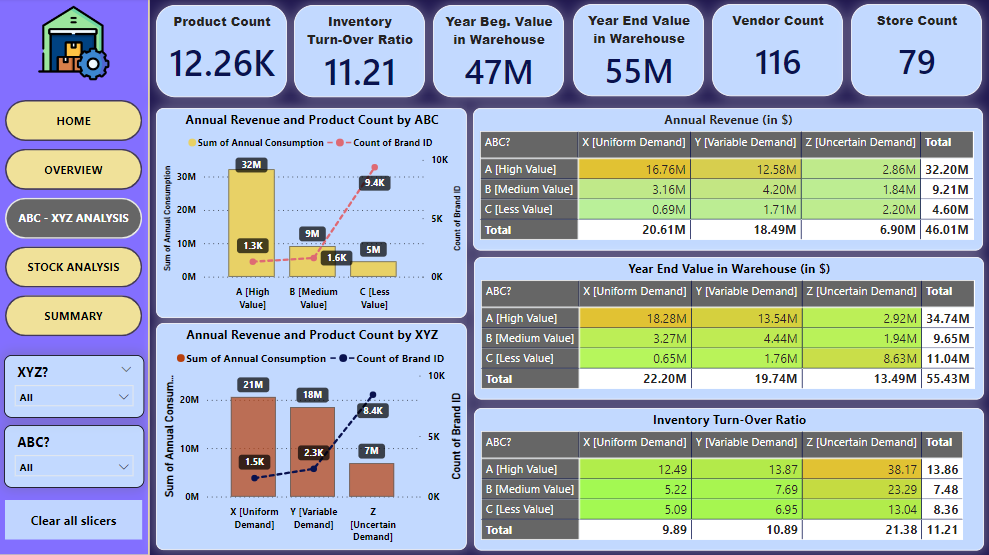 Product Count
12.26K
Inventory
Turn-Over Ratio
11.21
Year Beg. Value
in Warehouse
47M
Year End Value
in Warehouse
55M
Vendor Count
116
Store Count
79
HOME
OVERVIEW
ABC - XYZ ANALYSIS
STOCK ANALYSIS
SUMMARY
XYZ?
All
ABC?
All
Clear all slicers
Annual Revenue and Product Count by ABC
Sum of Annual Consumption Count of Brand ID
Sum of Annual Consumption
30M
20M
10M
0M
32M
9M
5M
1.3K
1.6K
9.4K
10K
5K
0K
Count of Brand ID
A [High
Value]
B [Medium
Value]
C [Less
Value]
Annual Revenue and Product Count by XYZ
Sum of Annual Consumption Count of Brand ID
Sum of Annual Consum...
20M
10M
0M
21M
18M
7M
1.5K
2.3K
8.4K
10K
5K
0K
Count of Brand ID
X [Uniform
Demand]
Y [Variable
Demand]
Z
[Uncertain
Demand]
Annual Revenue (in $)
ABC? X [Uniform Demand] Y [Variable Demand] Z [Uncertain Demand] Total
A [High Value] 16.76M 12.58M 2.86M 32.20M
B [Medium Value] 3.16M 4.20M 1.84M 9.21M
C [Less Value] 0.69M 1.71M 2.20M 4.60M
Total 20.61M 18.49M 6.90M 46.01M
Year End Value in Warehouse (in $)
ABC? X [Uniform Demand] Y [Variable Demand] Z [Uncertain Demand] Total
A [High Value] 18.28M 13.54M 2.92M 34.74M
B [Medium Value] 3.27M 4.44M 1.94M 9.65M
C [Less Value] 0.65M 1.76M 8.63M 11.04M
Total 22.20M 19.74M 13.49M 55.43M
Inventory Turn-Over Ratio
ABC? X [Uniform Demand] Y [Variable Demand] Z [Uncertain Demand] Total
A [High Value] 12.49 13.87 38.17 13.86
B [Medium Value] 5.22 7.69 23.29 7.48
C [Less Value] 5.09 6.95 13.04 8.36
Total 9.89 10.89 21.38 11.21